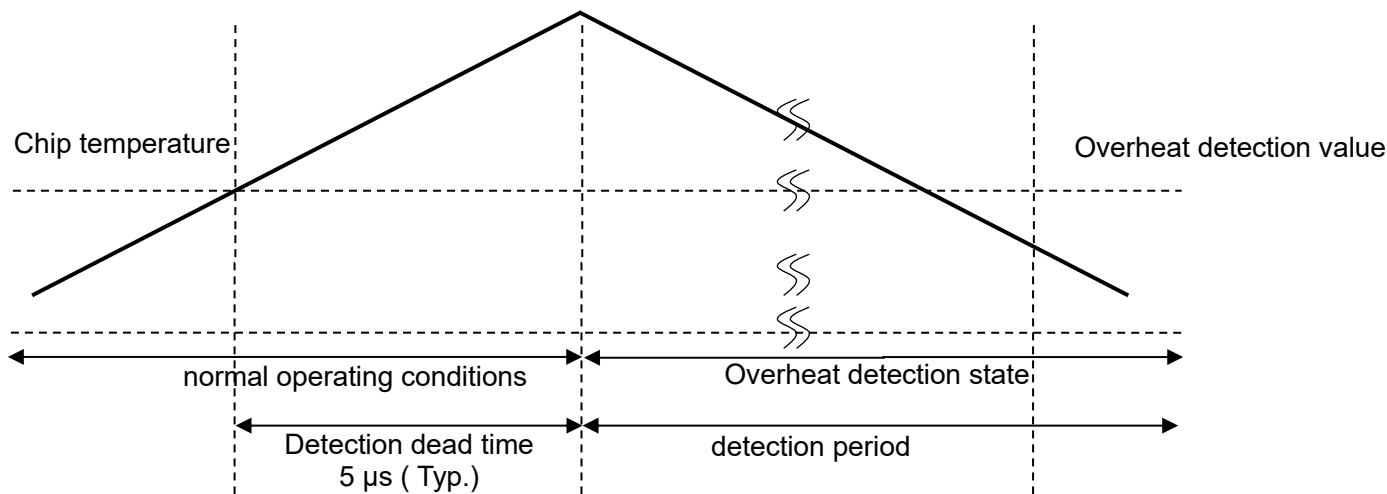 Chip temperature
Overheat detection value
normal operating conditions
Overheat detection state
Detection dead time
5 μs ( Typ.)
detection period